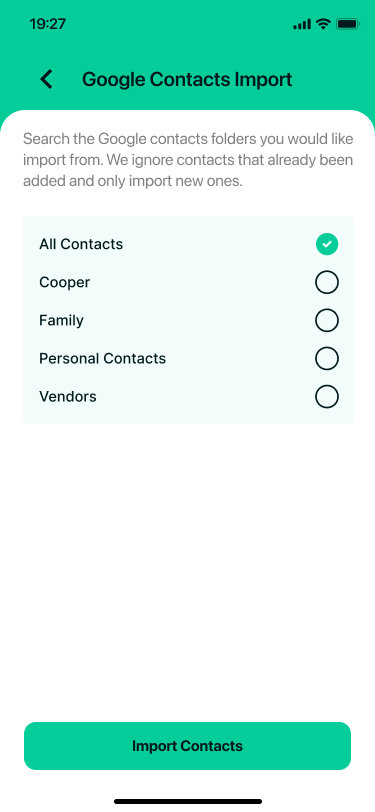 19:27
Google Contacts Import
Search the Google contacts folders you would like
import from. We ignore contacts that already been
added and only import new ones.
All Contacts
Cooper
Family
Personal Contacts
Vendors
Import Contacts